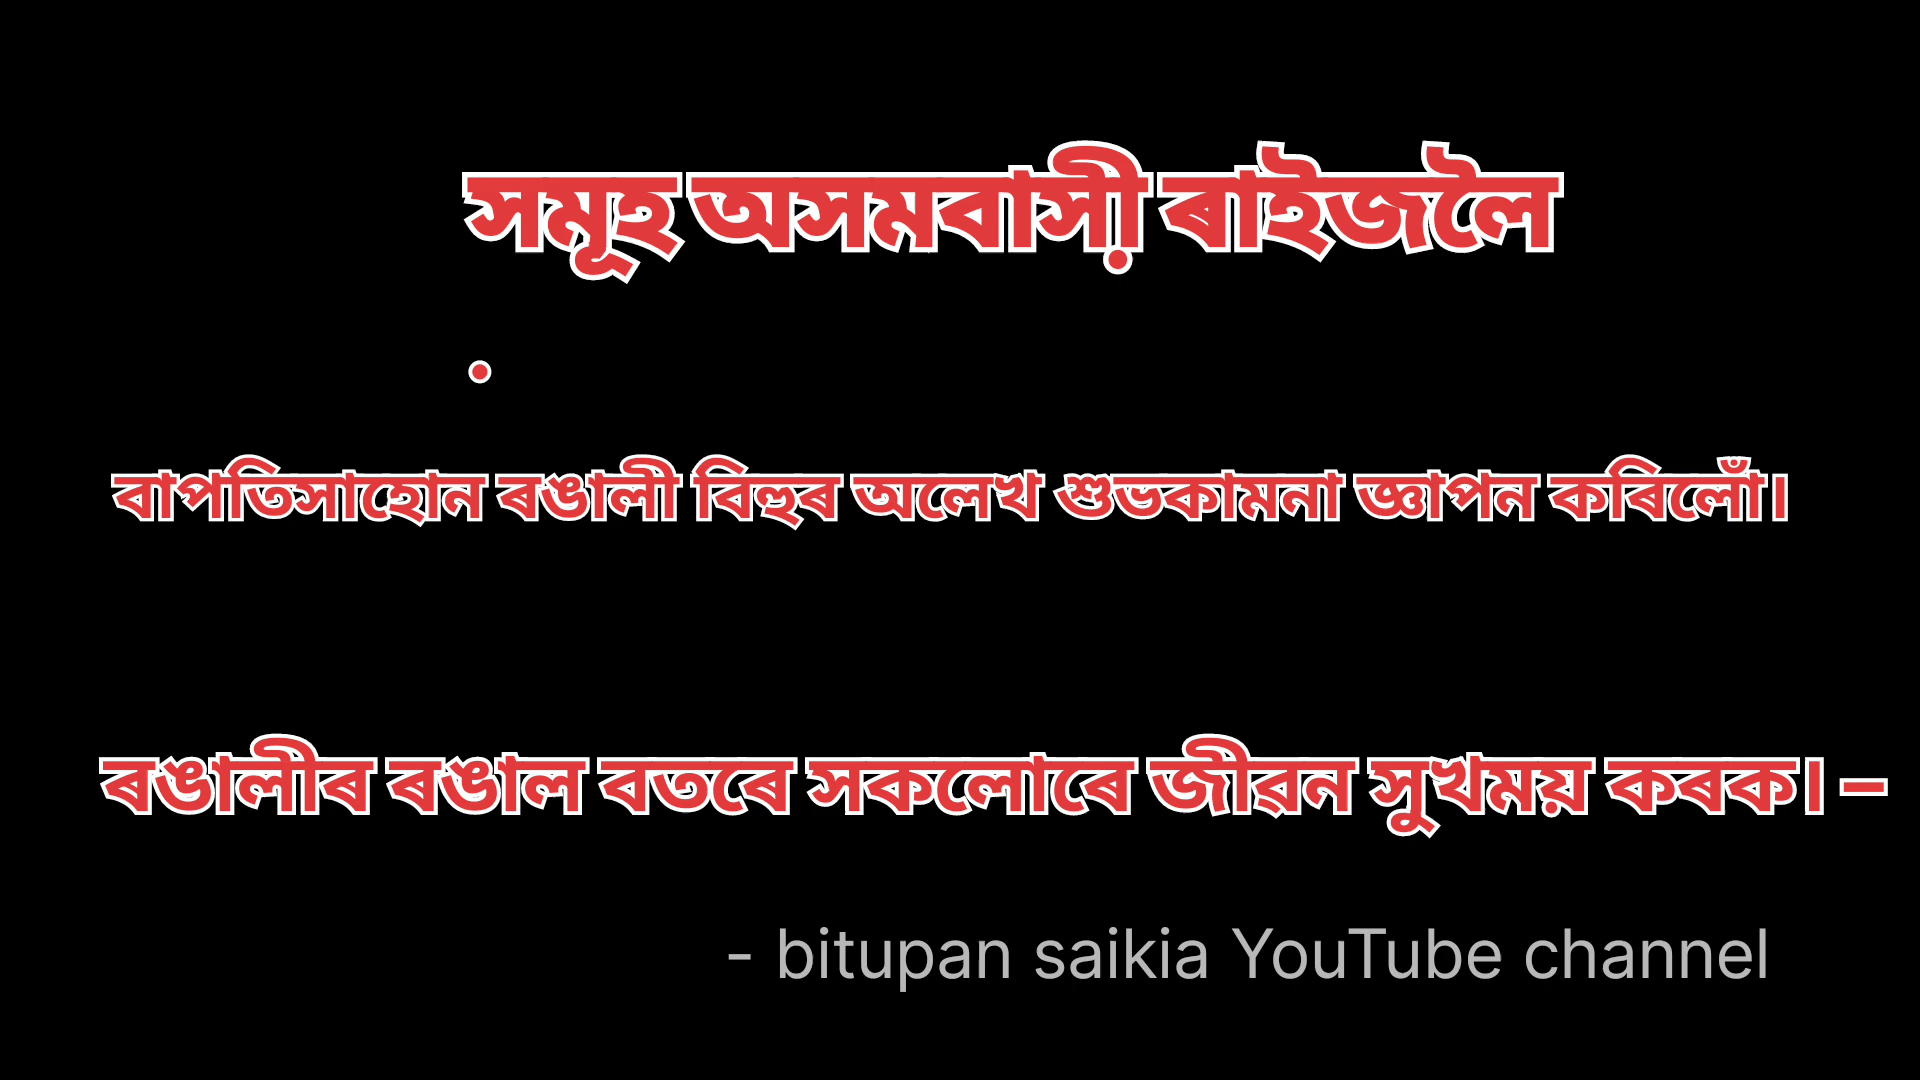 সমূহ অসমবাসী় ৰাইজলৈ
.
বাপতিসাহোন ৰঙালী বিহুৰ অলেখ শুভকামনা জ্ঞাপন কৰিলোঁ।
ৰঙালীৰ ৰঙাল বতৰে সকলোৰে জীৱন সুখময় কৰক। –
- bitupan saikia YouTube channel